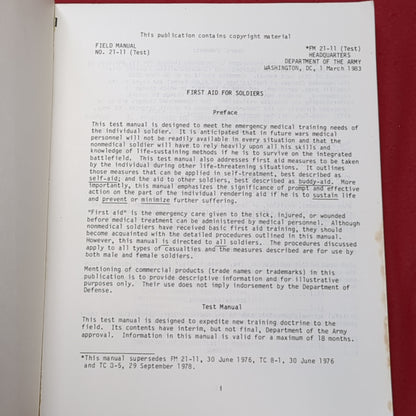 This publication contains copyright material
FIELD MANUAL
NO. 21-11 (Test)
*FM 21-11 (Test)
HEADQUARTERS
DEPARTMENT OF THE ARMY
WASHINGTON, DC, 1 March 1983
FIRST AID FOR SOLDIERS
Preface
This test manual is designed to meet the emergency medical training needs of
the individual soldier. It is anticipated that in future wars medical
personnel will not be readily available in every situation and that the
nonmedical soldier will have to rely heavily upon all his skills and
knowledge of life-sustaining methods if he is to survive on the integrated
battlefield. This test manual also addresses first aid measures to be taken
by the individual during other life-threatening situations. It outlines
those measures that can be applied in self-treatment, best described as
self-aid; and the aid to other soldiers, best described as buddy-aid. More
importantly, this manual emphasizes the significance of prompt and effective
action on the part of the individual rendering aid if he is to sustain life
and prevent or minimize further suffering.
"First aid" is the emergency care given to the sick, injured, or wounded
before medical treatment can be administered by medical personnel. Although
nonmedical soldiers have received basic first aid training, they should
become acquainted with the detailed procedures outlined in this manual.
However, this manual is directed to all soldiers. The procedures discussed
apply to all types of casualties and the measures described are for use by
both male and female soldiers.
Mentioning of commercial products (trade names or trademarks) in this
publication is to provide descriptive information and for illustrative
purposes only. Their use does not imply indorsement by the Department of
Defense.
Test Manual
This test manual is designed to expedite new training doctrine to the
field. Its contents have interim, but not final, Department of the Army
approval. Information in this manual is valid for a maximum of 18 months.
*This manual supersedes FM 21-11, 30 June 1976, TC 8-1, 30 June 1976
and TC 8-5, 29 September 1978.